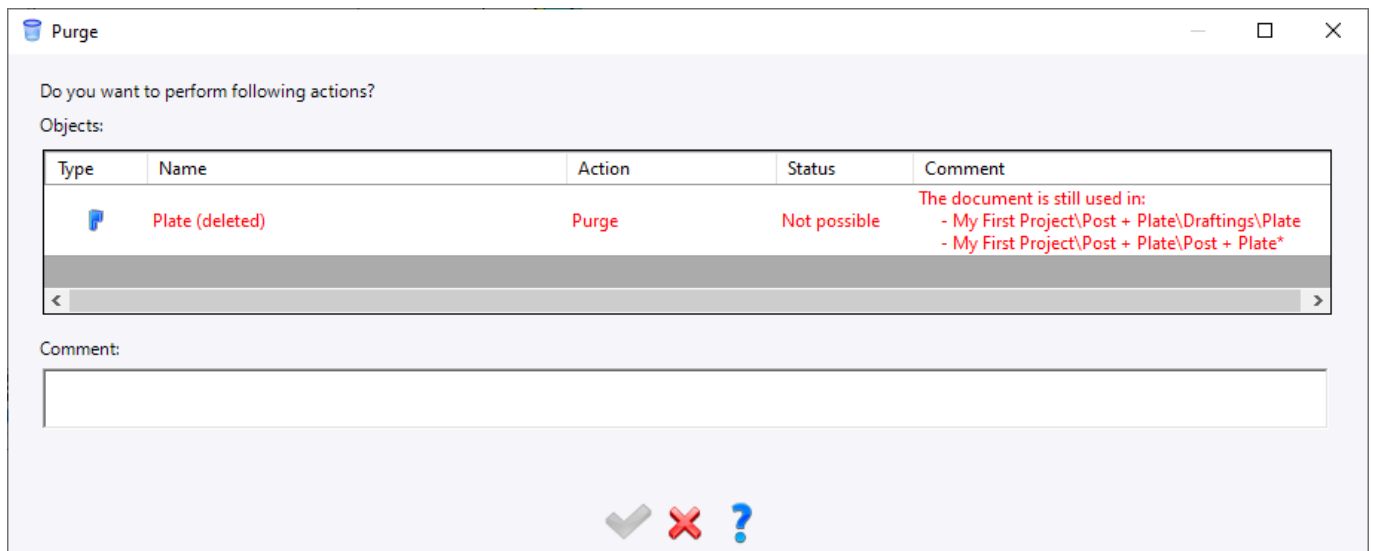 Purge
Do you want to perform following actions?
Objects:
Type Name Action Status Comment
Plate (deleted) Purge Not possible The document is still used in:
- My First Project\Post + Plate\Draftings\Plate
- My First Project\Post + Plate\Post + Plate*
Comment: